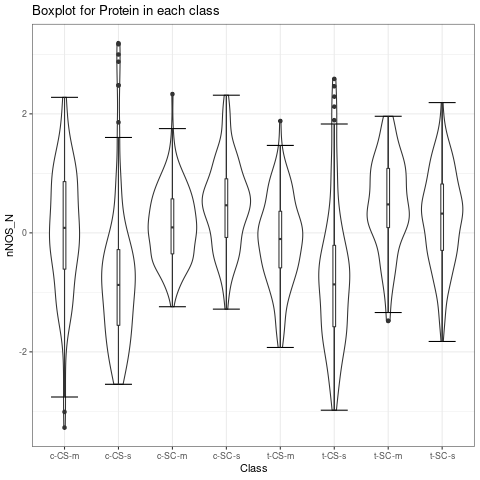 Boxplot for Protein in each class
nNOS_N
2
0
-2
c-CS-m c-CS-s c-SC-m c-SC-s t-CS-m t-CS-s t-SC-m t-SC-s
Class